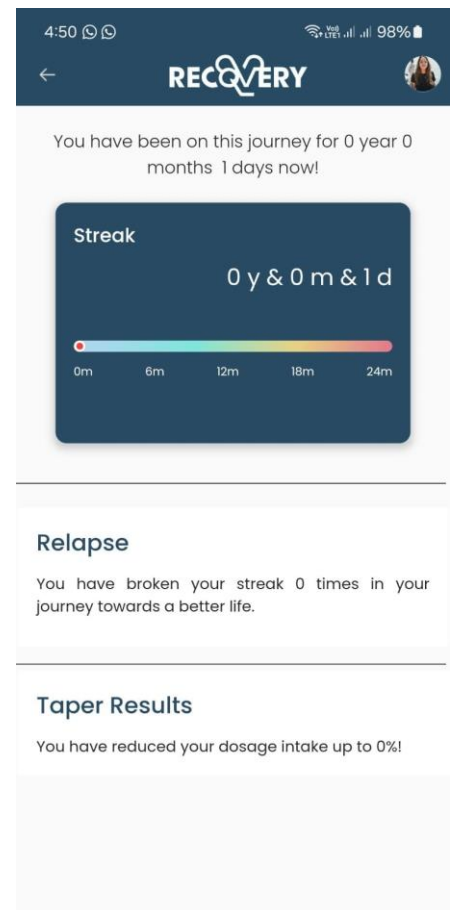 4:50 98%
RECOVERY
You have been on this journey for 0 year 0
months 1 days now!
Streak
0 y & 0 m & 1 d
0m 6m 12m 18m 24m
Relapse
You have broken your streak 0 times in your
journey towards a better life.
Taper Results
You have reduced your dosage intake up to 0%!